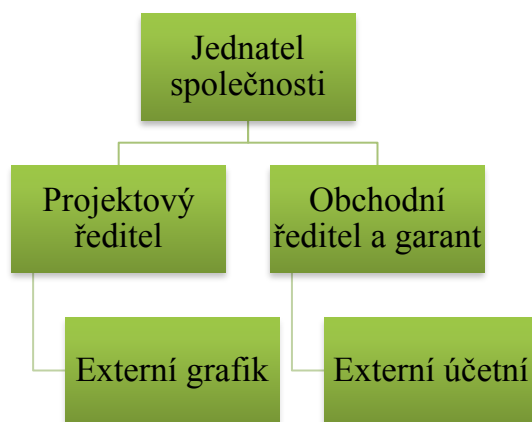 Jednatel
společnosti
Projektový
ředitel
Obchodní
ředitel a garant
Externí grafik
Externí účetní